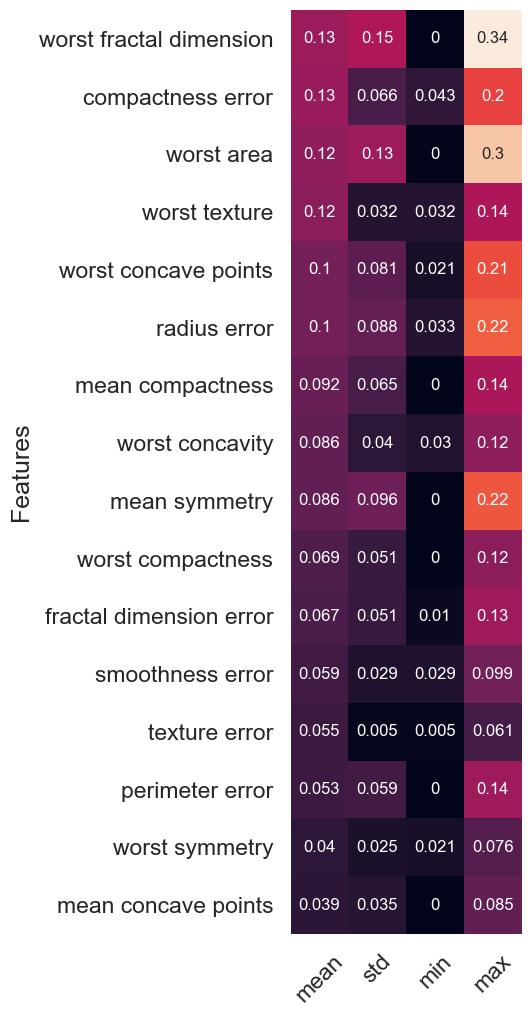 worst fractal dimension 0.13 0.15 0 0.34
compactness error 0.13 0.066 0.043 0.2
worst area 0.12 0.13 0 0.3
worst texture 0.12 0.032 0.032 0.14
worst concave points 0.1 0.081 0.021 0.21
radius error 0.1 0.088 0.033 0.22
mean compactness 0.092 0.065 0 0.14
worst concavity 0.086 0.04 0.03 0.12
mean symmetry 0.086 0.096 0 0.22
worst compactness 0.069 0.051 0 0.12
fractal dimension error 0.067 0.051 0.01 0.13
smoothness error 0.059 0.029 0.029 0.099
texture error 0.055 0.005 0.005 0.061
perimeter error 0.053 0.059 0 0.14
worst symmetry 0.04 0.025 0.021 0.076
mean concave points 0.039 0.035 0 0.085
mean std min max
Features